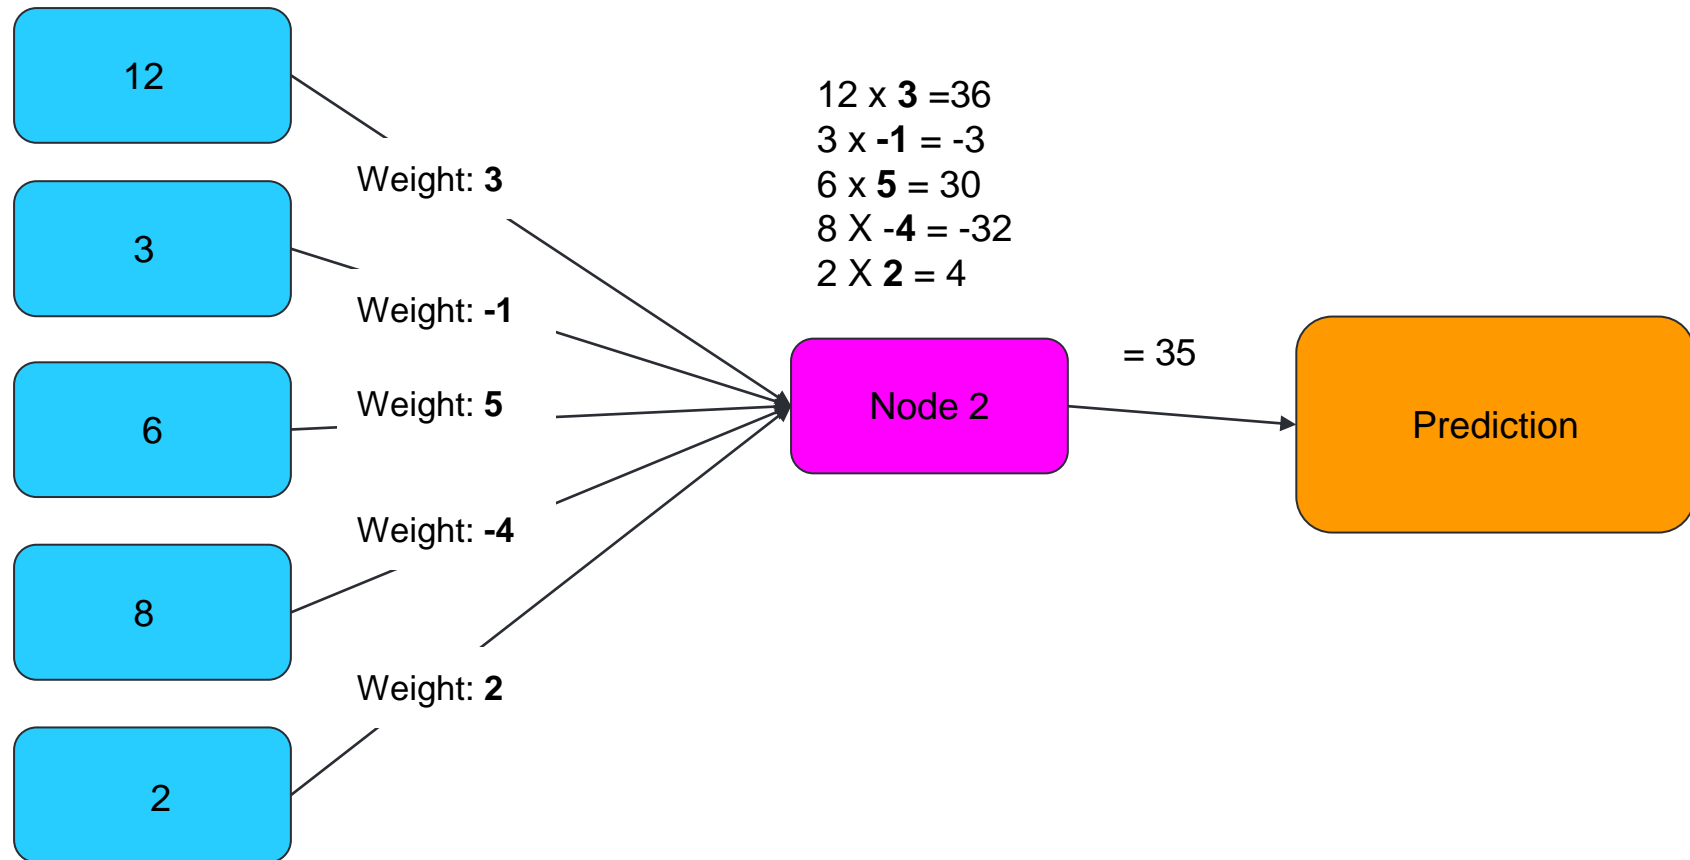 12
3
6
8
2
Weight: 3
Weight: -1
Weight: 5
Weight: -4
Weight: 2
12 x 3 =36
3 x -1 = -3
6 x 5 = 30
8 X -4 = -32
2 X 2 = 4
Node 2
= 35
Prediction